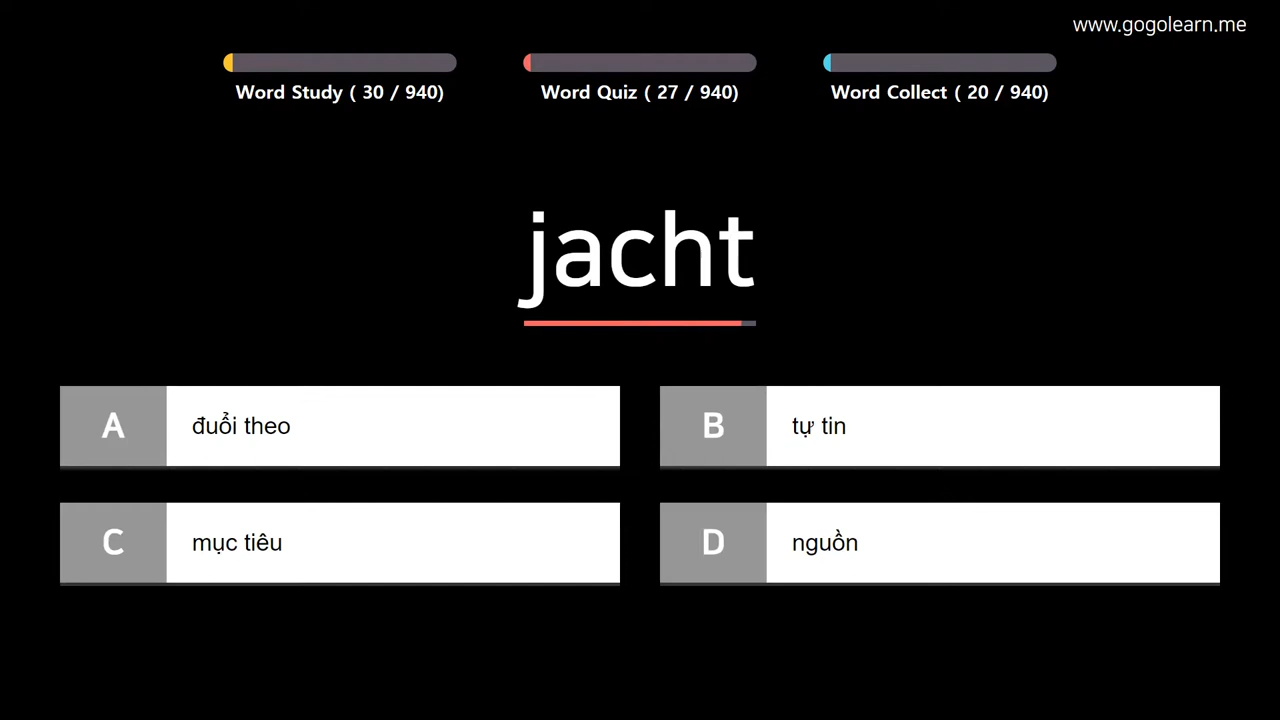 www.gogolearn.me
Word Study ( 30 / 940)
Word Quiz ( 27 / 940)
Word Collect ( 20 / 940)
jacht
A đuổi theo
B tự tin
C mục tiêu
D nguồn